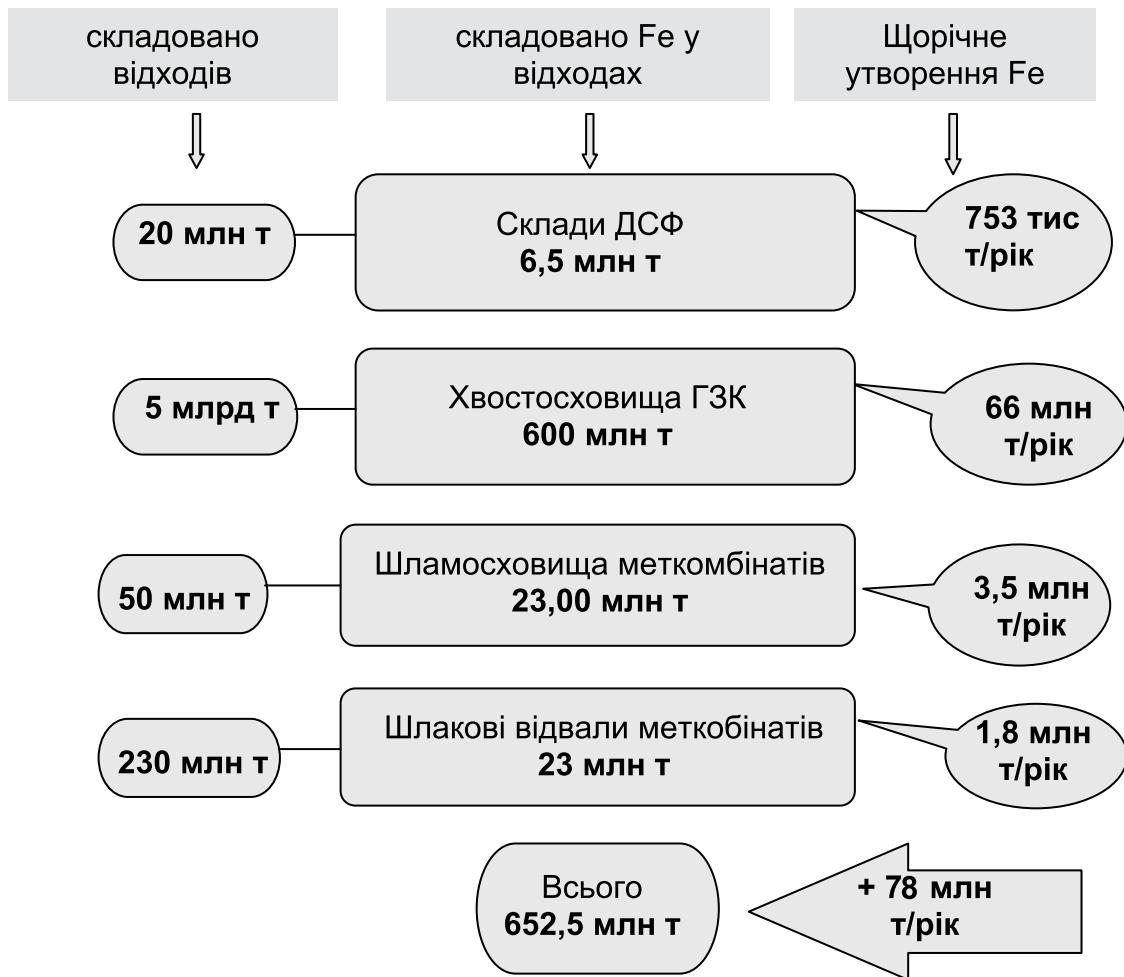 складовано
відходів
складовано Fe у
відходах
Щорічне
утворення Fe
20 млн т
Склади ДСФ
6,5 млн т
753 тис
т/рік
5 млрд т
Хвостосховища ГЗК
600 млн т
66 млн
т/рік
50 млн т
Шламосховища меткомбінатів
23,00 млн т
3,5 млн
т/рік
230 млн т
Шлакові відвали меткобінатів
23 млн т
1,8 млн
т/рік
Всього
652,5 млн т
+ 78 млн
т/рік